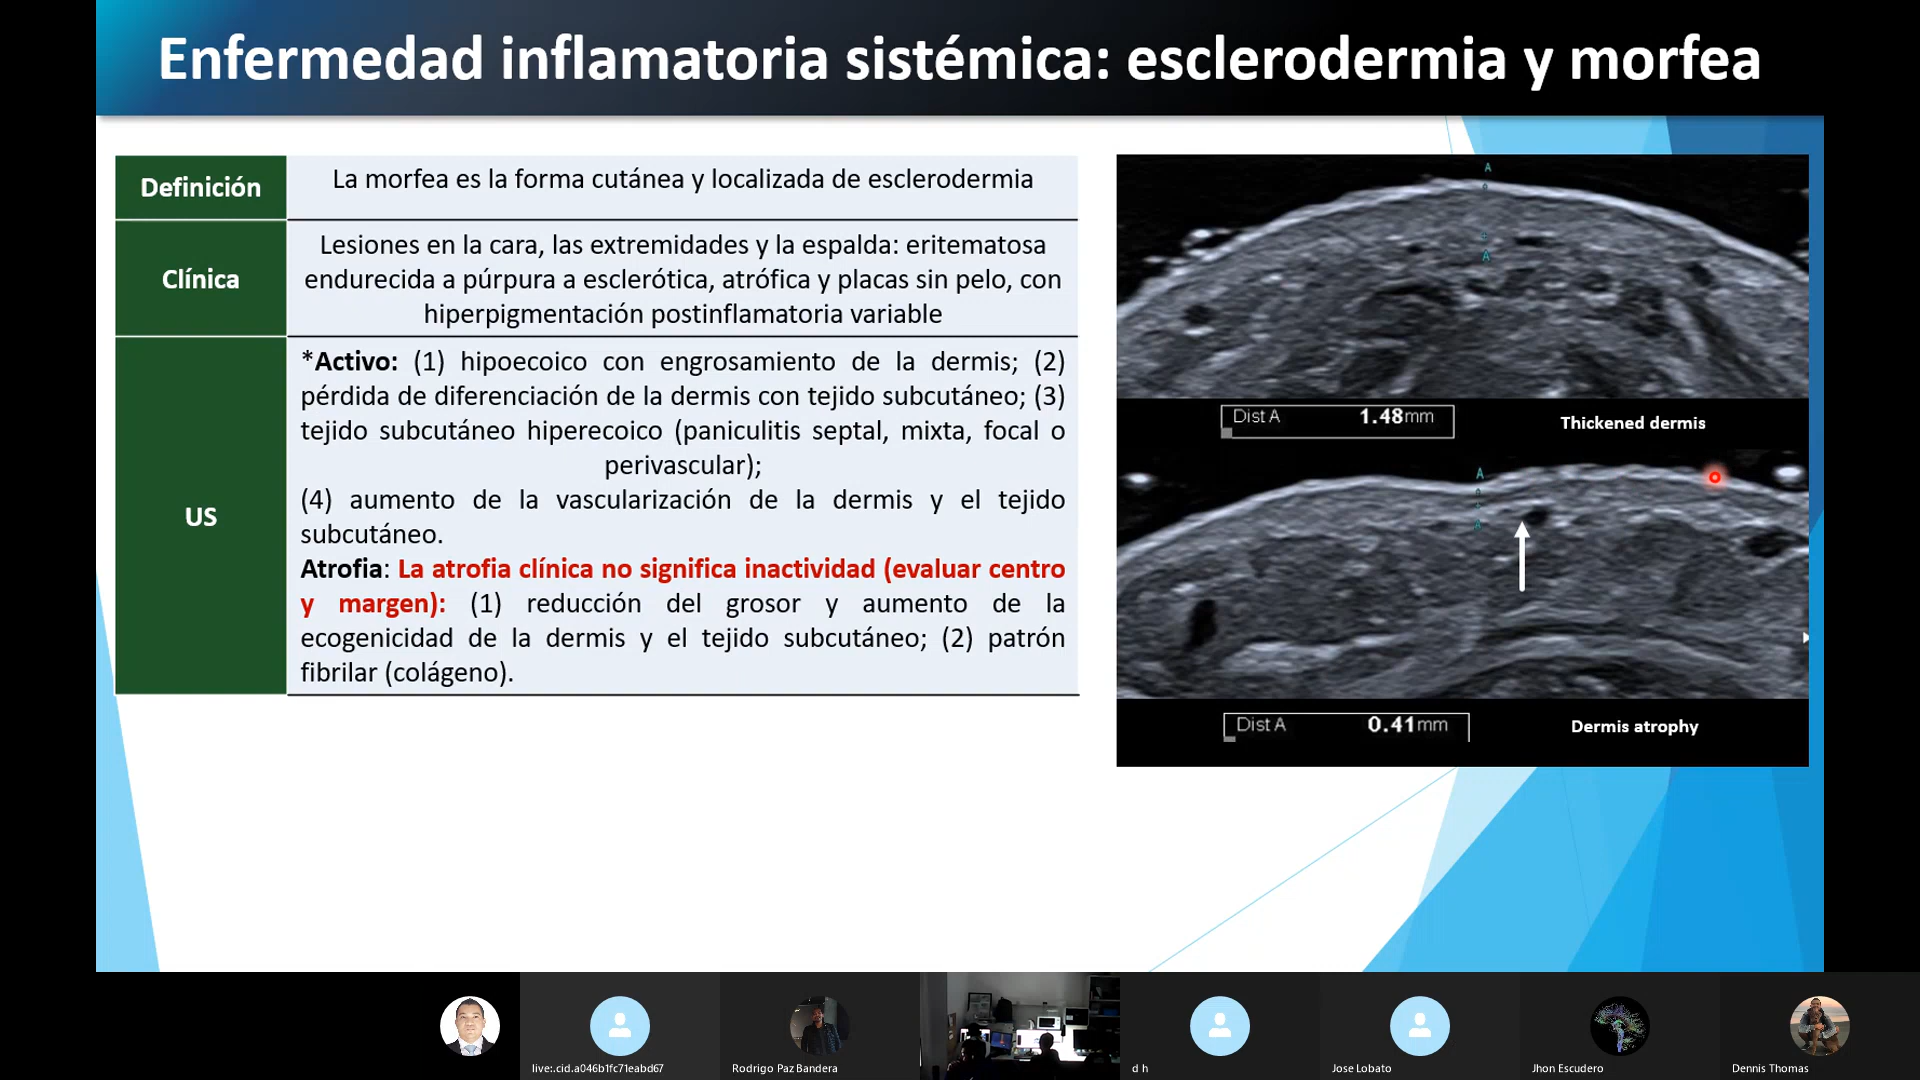 Enfermedad inflamatoria sistémica: esclerodermia y morfea
Definición
La morfea es la forma cutánea y localizada de esclerodermia
Clínica
Lesiones en la cara, las extremidades y la espalda: eritematosa
endurecida a púrpura a esclerótica, atrófica y placas sin pelo, con
hiperpigmentación postinflamatoria variable
US
*Activo: (1) hipoecoico con engrosamiento de la dermis; (2)
pérdida de diferenciación de la dermis con tejido subcutáneo; (3)
tejido subcutáneo hiperecoico (paniculitis septal, mixta, focal o
perivascular);
(4) aumento de la vascularización de la dermis y el tejido
subcutáneo.
Atrofia: La atrofia clínica no significa inactividad (evaluar centro
y margen): (1) reducción del grosor y aumento de la
ecogenicidad de la dermis y el tejido subcutáneo; (2) patrón
fibrilar (colágeno).
A
A
Dist A 1.48mm
Thickened dermis
A
A
Dist A 0.41mm
Dermis atrophy
live:.cid.a046b1fc71eabd67
Rodrigo Paz Bandera
d h
Jose Lobato
Jhon Escudero
Dennis Thomas